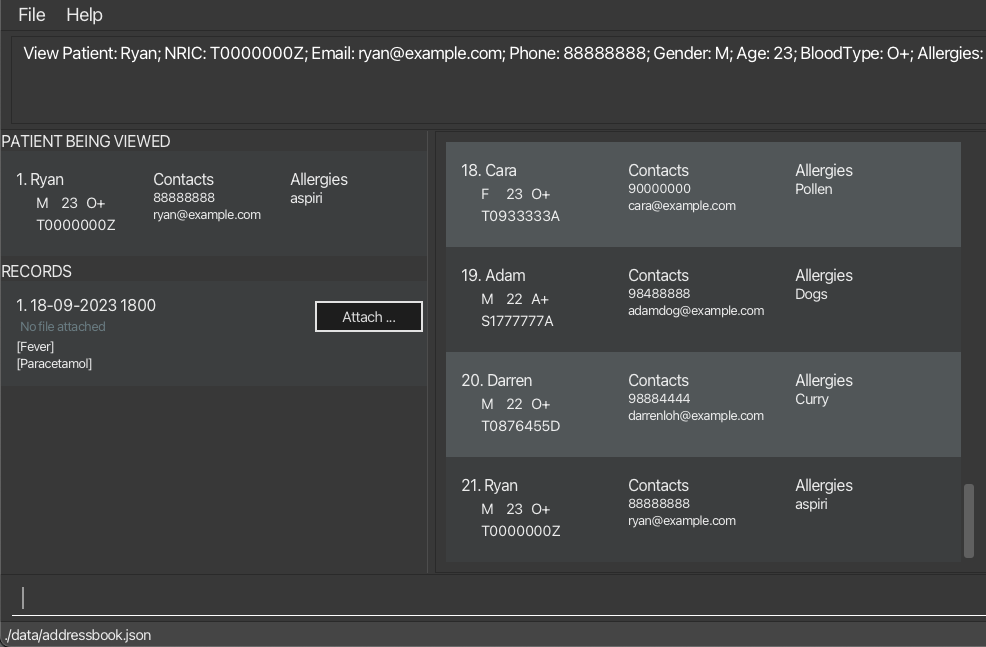 File Help
View Patient: Ryan; NRIC: T0000000Z; Email: ryan@example.com; Phone: 88888888; Gender: M; Age: 23; BloodType: O+; Allergies:
PATIENT BEING VIEWED
1. Ryan Contacts Allergies
88888888 aspiri
M 23 O+
ryan@example.com
T0000000Z
RECORDS
1. 18-09-2023 1800
No file attached
Attach ...
[Fever]
[Paracetamol]
18. Cara Contacts Allergies
90000000 Pollen
F 23 O+
cara@example.com
T0933333A
19. Adam Contacts Allergies
98488888 Dogs
M 22 A+
adamdog@example.com
S1777777A
20. Darren Contacts Allergies
98884444 Curry
M 22 O+
darrenloh@example.com
T0876455D
21. Ryan Contacts Allergies
88888888 aspiri
M 23 O+
ryan@example.com
T0000000Z
./data/addressbook.json